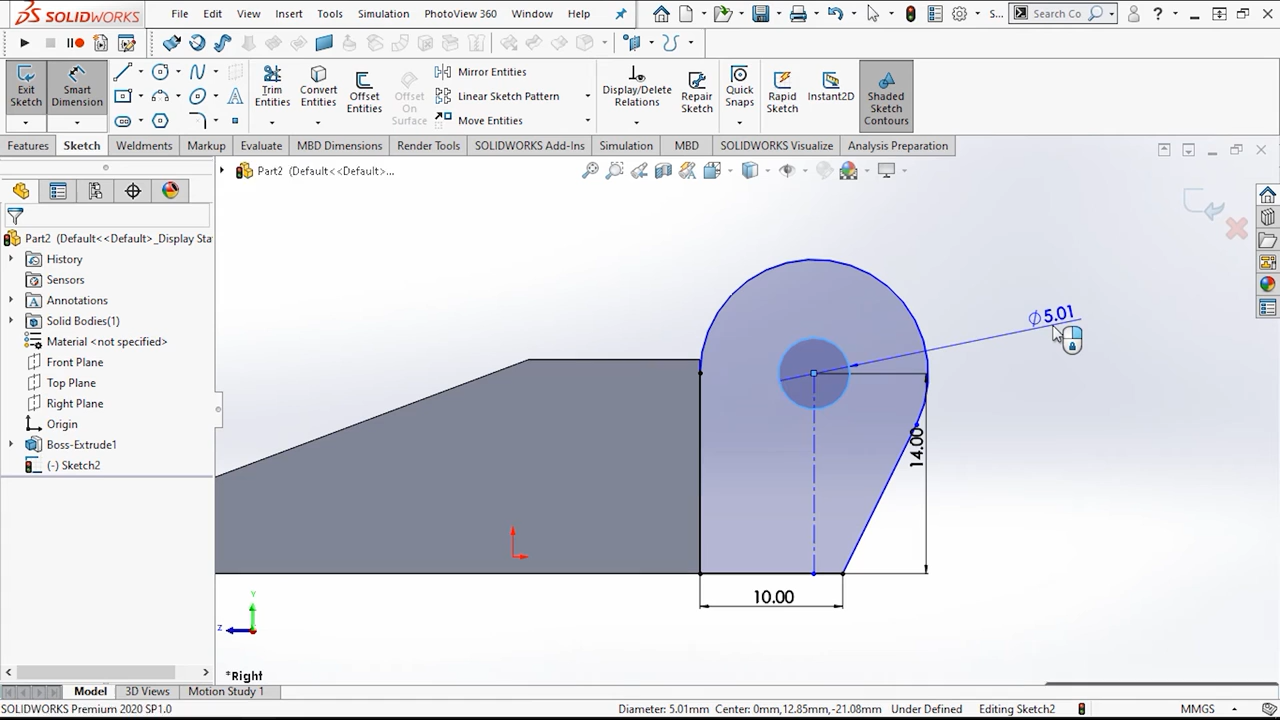 SOLIDWORKS File Edit View Insert Tools Simulation PhotoView 360 Window Help S... Search Co ?
Exit Sketch
Smart Dimension
Trim Entities
Convert Entities
Offset Entities
Offset On Surface
Mirror Entities
Linear Sketch Pattern
Move Entities
Display/Delete Relations
Repair Sketch
Quick Snaps
Rapid Sketch
Instant2D
Shaded Sketch Contours
Features Sketch Weldments Markup Evaluate MBD Dimensions Render Tools SOLIDWORKS Add-Ins Simulation MBD SOLIDWORKS Visualize Analysis Preparation
Part2 (Default<<Default>...
Part2 (Default<<Default>_Display Sta
History
Sensors
Annotations
Solid Bodies(1)
Material <not specified>
Front Plane
Top Plane
Right Plane
Origin
Boss-Extrude1
(-) Sketch2
∅5.01
14.00
10.00
Y
Z
*Right
Model 3D Views Motion Study 1
SOLIDWORKS Premium 2020 SP1.0 Diameter: 5.01mm Center: 0mm,12.85mm,-21.08mm Under Defined Editing Sketch2 MMGS